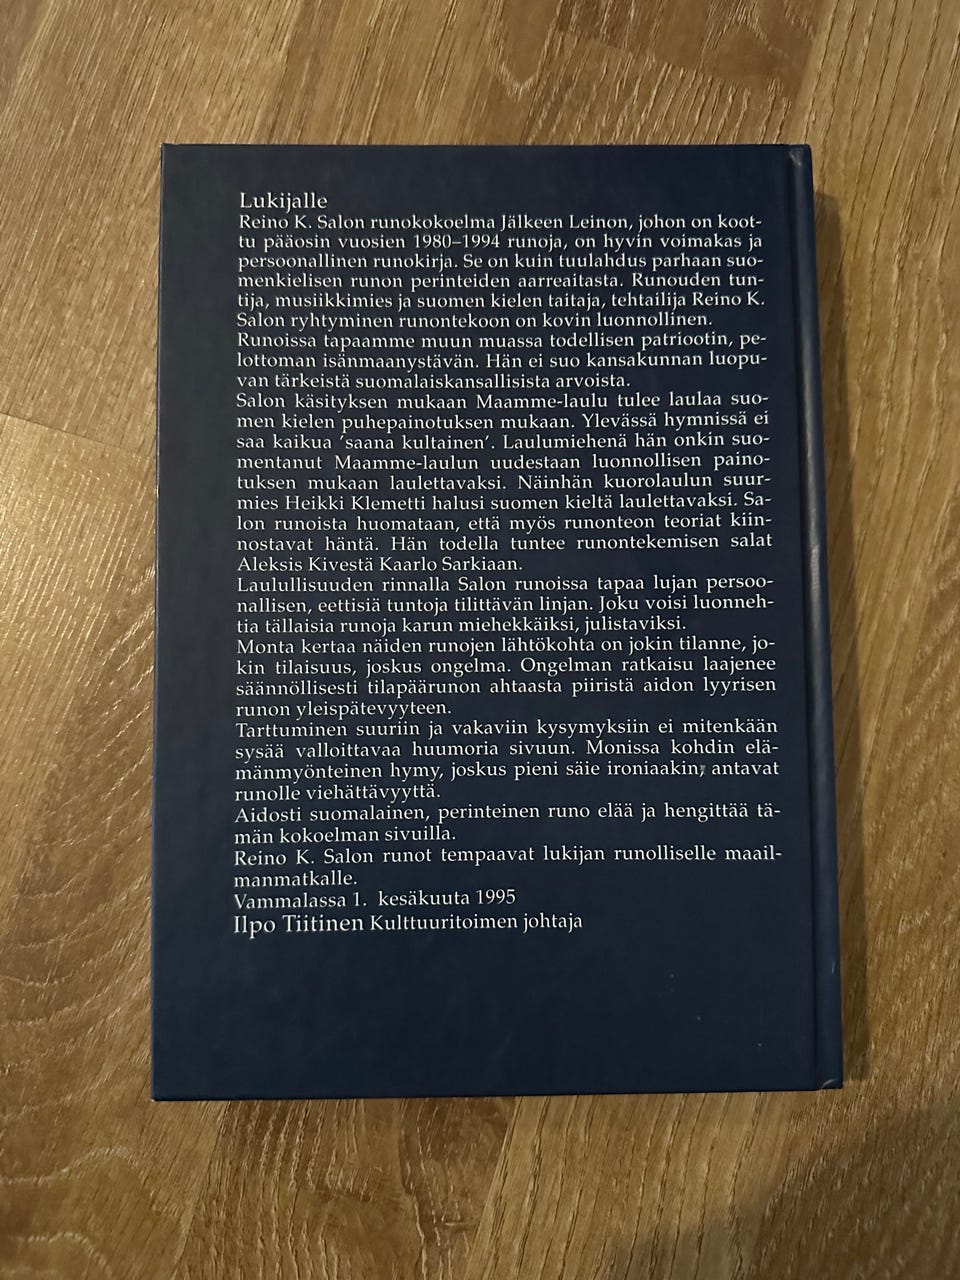 Lukijalle
Reino K. Salon runokokoelma Jälkeen Leinon, johon on koot-
tu pääosin vuosien 1980–1994 runoja, on hyvin voimakas ja
persoonallinen runokirja. Se on kuin tuulahdus parhaan suo-
menkielisen runon perinteiden aarreaitasta. Runouden tun-
tija, musiikkimies ja suomen kielen taitaja, tehtailija Reino K.
Salon ryhtyminen runontekoon on kovin luonnollinen.
Runoissa tapaamme muun muassa todellisen patriootin, pe-
lottoman isänmaanystävän. Hän ei suo kansakunnan luopu-
van tärkeistä suomalaiskansallisista arvoista.
Salon käsityksen mukaan Maamme-laulu tulee laulaa suo-
men kielen puhepainotuksen mukaan. Ylevässä hymnissä ei
saa kaikua 'saana kultainen'. Laulumiehenä hän onkin suo-
mentanut Maamme-laulun uudestaan luonnollisen paino-
tuksen mukaan laulettavaksi. Näinhän kuorolaulun suur-
mies Heikki Klemetti halusi suomen kieltä laulettavaksi. Sa-
lon runoista huomataan, että myös runonteon teoriat kiin-
nostavat häntä. Hän todella tuntee runontekemisen salat
Aleksis Kivestä Kaarlo Sarkiaan.
Laulullisuuden rinnalla Salon runoissa tapaa lujan persoo-
nallisen, eettisiä tuntoja tilittävän linjan. Joku voisi luonneh-
tia tällaisia runoja karun miehekkäiksi, julistaviksi.
Monta kertaa näiden runojen lähtökohta on jokin tilanne, jo-
kin tilaisuus, joskus ongelma. Ongelman ratkaisu laajenee
säännöllisesti tilapäärunon ahtaasta piiristä aidon lyyrisen
runon yleispätevyyteen.
Tarttuminen suuriin ja vakaviin kysymyksiin ei mitenkään
sysää valloittavaa huumoria sivuun. Monissa kohdin elä-
mänmyönteinen hymy, joskus pieni säie ironiaakin, antavat
runolle viehättävyyttä.
Aidosti suomalainen, perinteinen runo elää ja hengittää tä-
män kokoelman sivuilla.
Reino K. Salon runot tempaavat lukijan runolliselle maail-
manmatkalle.
Vammalassa 1. kesäkuuta 1995
Ilpo Tiitinen Kulttuuritoimen johtaja